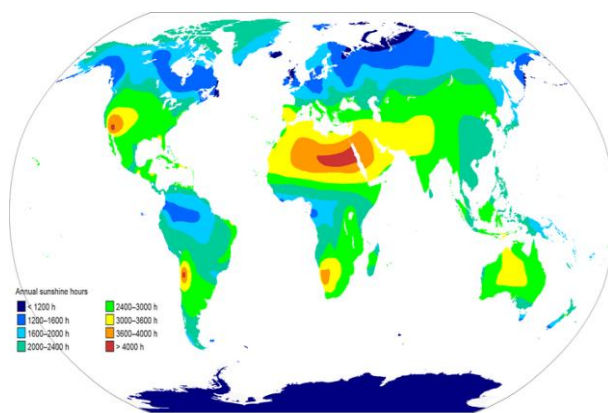 Annual sunshine hours
< 1200 h
1200–1600 h
1600–2000 h
2000–2400 h
2400–3000 h
3000–3600 h
3600–4000 h
> 4000 h